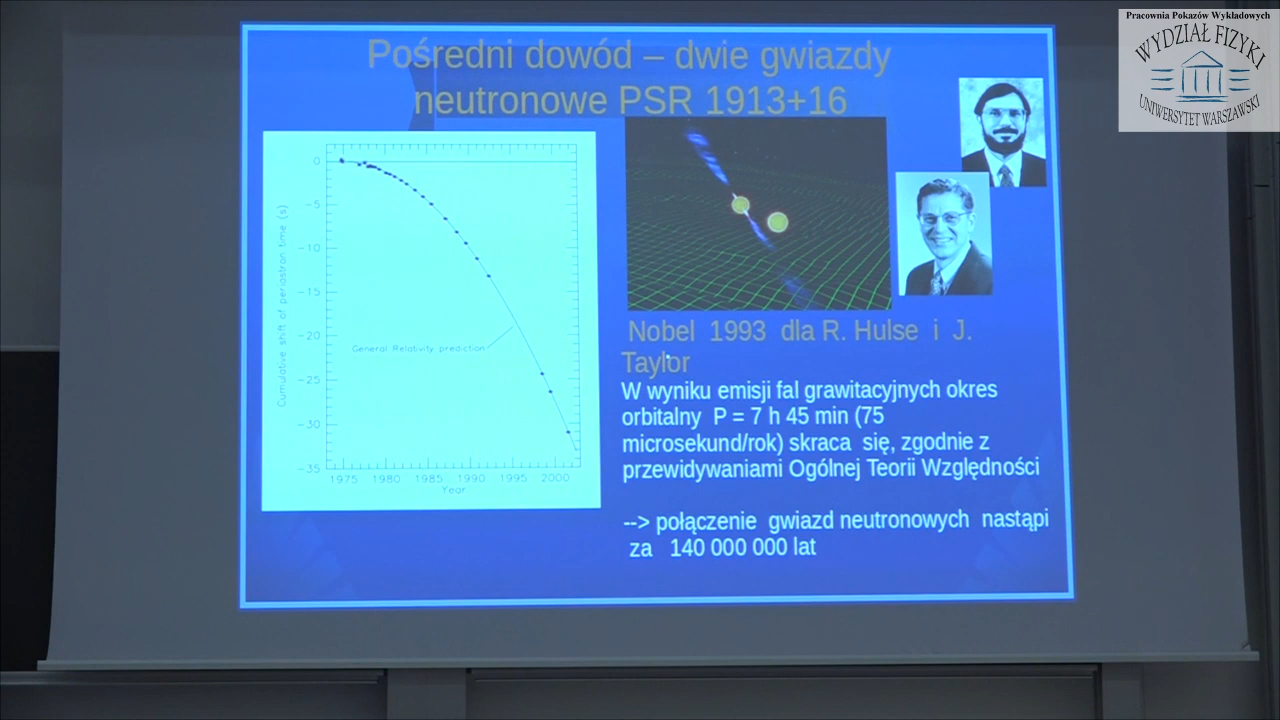 Pracownia Pokazów Wykładowych
WYDZIAŁ FIZYKI
UNIWERSYTET WARSZAWSKI
Pośredni dowód – dwie gwiazdy
neutronowe PSR 1913+16
0
-5
-10
-15
-20
-25
-30
-35
Cumulative shift of periastron time (s)
General Relativity prediction
1975 1980 1985 1990 1995 2000
Year
Nobel 1993 dla R. Hulse i J.
Taylor
W wyniku emisji fal grawitacyjnych okres
orbitalny P = 7 h 45 min (75
microsekund/rok) skraca się, zgodnie z
przewidywaniami Ogólnej Teorii Względności
--> połączenie gwiazd neutronowych nastąpi
za 140 000 000 lat